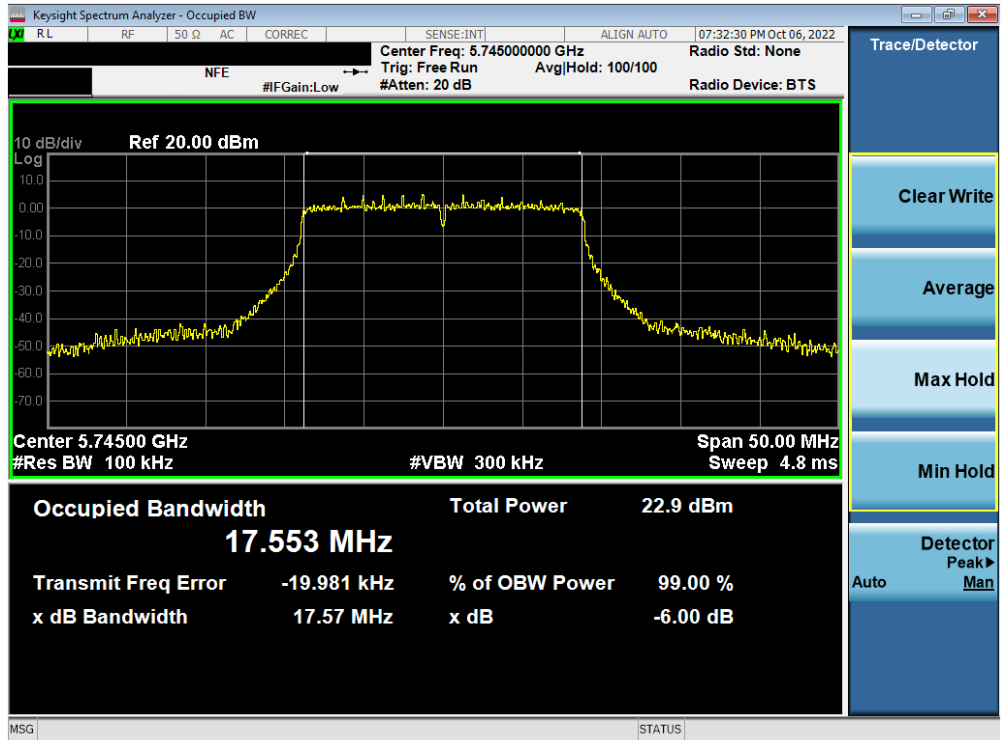 Keysight Spectrum Analyzer - Occupied BW
LXI RL RF 50 Ω AC CORREC SENSE:INT ALIGN AUTO 07:32:30 PM Oct 06, 2022
Center Freq: 5.745000000 GHz Radio Std: None
NFE Trig: Free Run Avg|Hold: 100/100
#IFGain:Low #Atten: 20 dB Radio Device: BTS
Trace/Detector
10 dB/div Ref 20.00 dBm
Log
10.0
0.00
-10.0
-20.0
-30.0
-40.0
-50.0
-60.0
-70.0
Center 5.74500 GHz Span 50.00 MHz
#Res BW 100 kHz #VBW 300 kHz Sweep 4.8 ms
Occupied Bandwidth Total Power 22.9 dBm
17.553 MHz
Transmit Freq Error -19.981 kHz % of OBW Power 99.00 %
x dB Bandwidth 17.57 MHz x dB -6.00 dB
Clear Write
Average
Max Hold
Min Hold
Detector
Peak▶
Auto Man
MSG STATUS